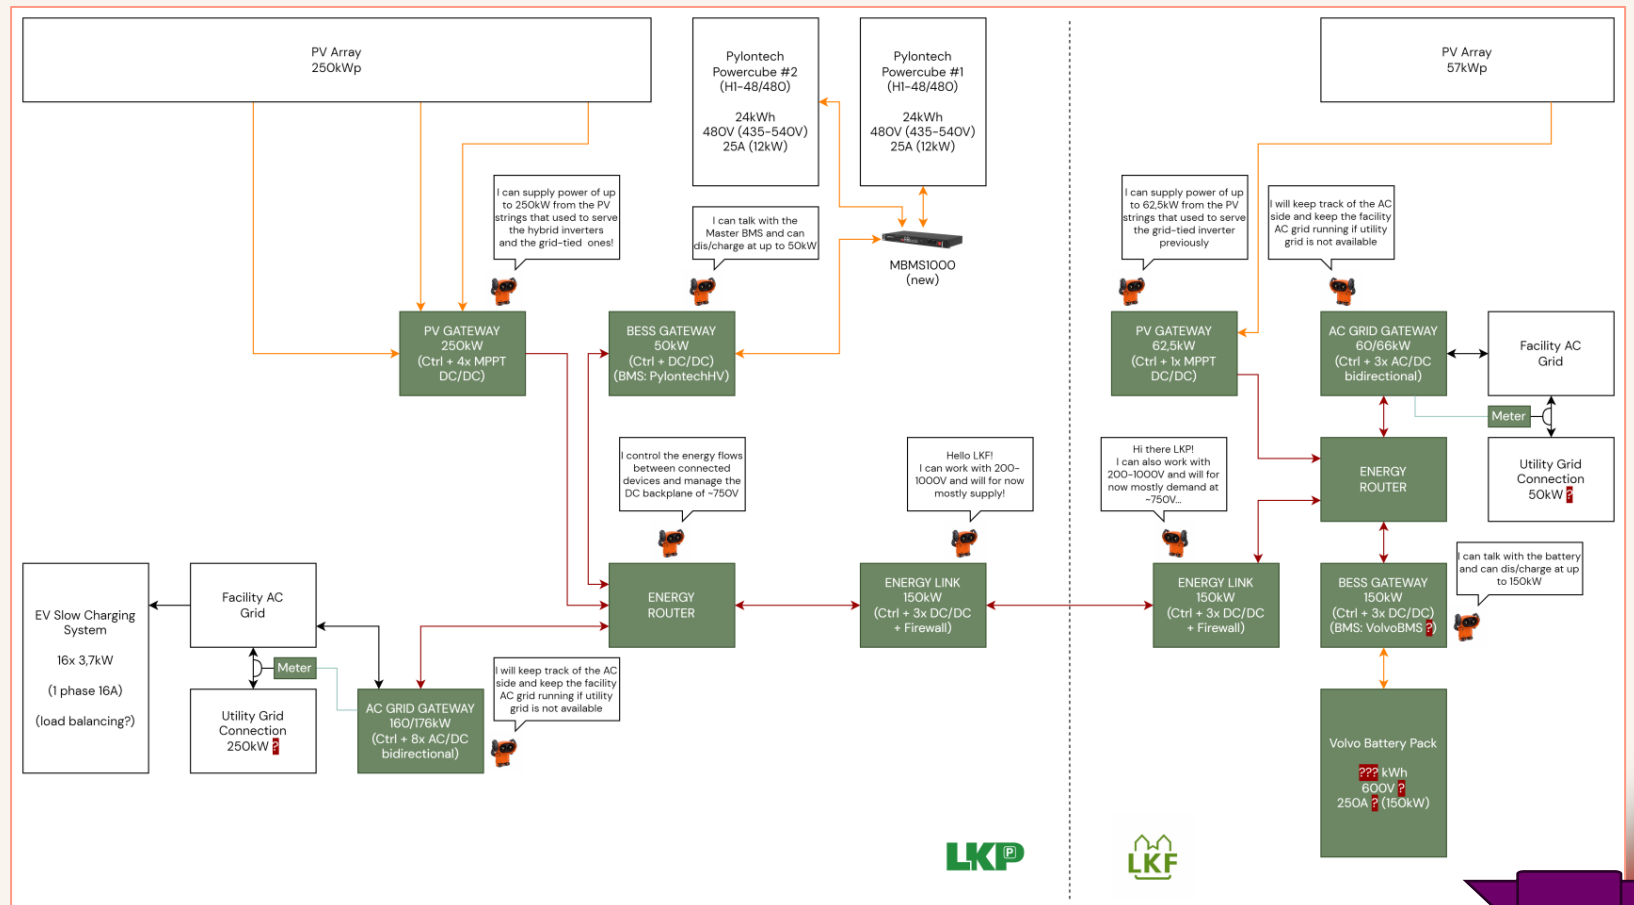 PV Array
250kWp
Pylontech
Powercube #2
(H1-48/480)
24kWh
480V (435-540V)
25A (12kW)
Pylontech
Powercube #1
(H1-48/480)
24kWh
480V (435-540V)
25A (12kW)
PV Array
57kWp
I can supply power of up
to 250kW from the PV
strings that used to serve
the hybrid inverters
and the grid-tied ones!
I can talk with the
Master BMS and can
dis/charge at up to 50kW
MBMS1000
(new)
I can supply power of up
to 62,5kW from the PV
strings that used to serve
the grid-tied inverter
previously
I will keep track of the AC
side and keep the facility
AC grid running if utility
grid is not available
PV GATEWAY
250kW
(Ctrl + 4x MPPT
DC/DC)
BESS GATEWAY
50kW
(Ctrl + DC/DC)
(BMS: PylontechHV)
PV GATEWAY
62,5kW
(Ctrl + 1x MPPT
DC/DC)
AC GRID GATEWAY
60/66kW
(Ctrl + 3x AC/DC
bidirectional)
Facility AC
Grid
Meter
I control the energy flows
between connected
devices and manage the
DC backplane of ~750V
Hello LKF!
I can work with 200-
1000V and will for now
mostly supply!
Hi there LKP!
I can also work with
200-1000V and will for
now mostly demand at
~750V...
ENERGY
ROUTER
Utility Grid
Connection
50kW ?
EV Slow Charging
System
16x 3,7kW
(1 phase 16A)
(load balancing?)
Facility AC
Grid
Meter
Utility Grid
Connection
250kW ?
AC GRID GATEWAY
160/176kW
(Ctrl + 8x AC/DC
bidirectional)
I will keep track of the AC
side and keep the facility
AC grid running if utility
grid is not available
ENERGY
ROUTER
ENERGY LINK
150kW
(Ctrl + 3x DC/DC
+ Firewall)
ENERGY LINK
150kW
(Ctrl + 3x DC/DC
+ Firewall)
BESS GATEWAY
150kW
(Ctrl + 3x DC/DC)
(BMS: VolvoBMS ?)
I can talk with the battery
and can dis/charge at up
to 150kW
Volvo Battery Pack
??? kWh
600V ?
250A ? (150kW)
LKP P
LKF